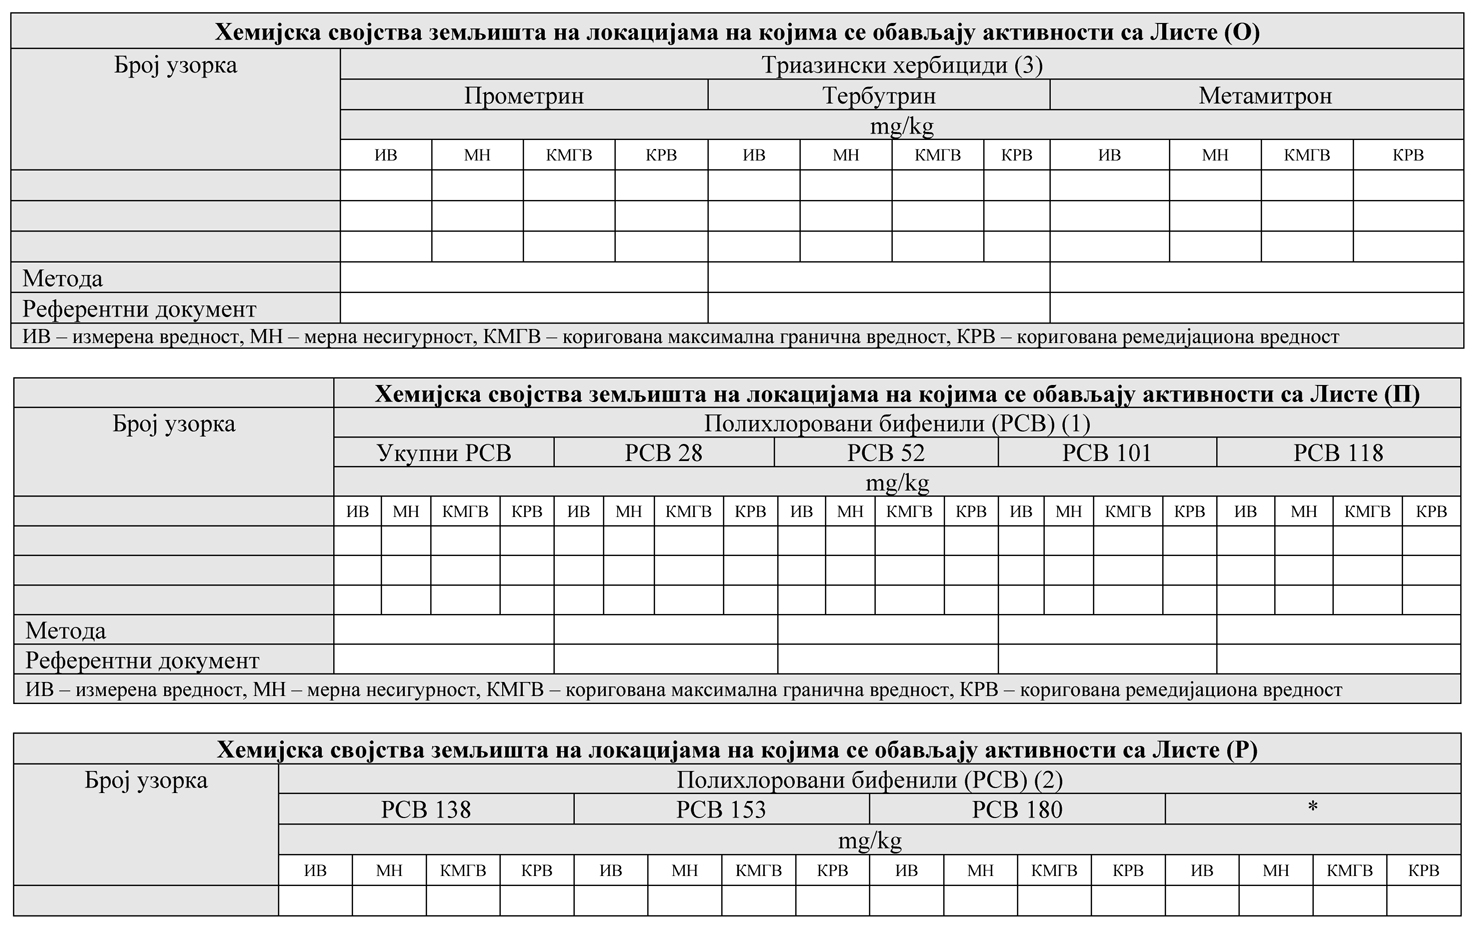 Хемијска својства земљишта на локацијама на којима се обављају активности са Листе (О)
Број узорка Триазински хербициди (3)
Прометрин Тербутрин Метамитрон
mg/kg
ИВ МН КМГВ КРВ ИВ МН КМГВ КРВ ИВ МН КМГВ КРВ
Метода
Референтни документ
ИВ – измерена вредност, МН – мерна несигурност, КМГВ – коригована максимална гранична вредност, КРВ – коригована ремедијациона вредност
Хемијска својства земљишта на локацијама на којима се обављају активности са Листе (П)
Број узорка Полихлоровани бифенили (PCB) (1)
Укупни PCB PCB 28 PCB 52 PCB 101 PCB 118
mg/kg
ИВ МН КМГВ КРВ ИВ МН КМГВ КРВ ИВ МН КМГВ КРВ ИВ МН КМГВ КРВ ИВ МН КМГВ КРВ
Метода
Референтни документ
ИВ – измерена вредност, МН – мерна несигурност, КМГВ – коригована максимална гранична вредност, КРВ – коригована ремедијациона вредност
Хемијска својства земљишта на локацијама на којима се обављају активности са Листе (Р)
Број узорка Полихлоровани бифенили (PCB) (2)
PCB 138 PCB 153 PCB 180 *
mg/kg
ИВ МН КМГВ КРВ ИВ МН КМГВ КРВ ИВ МН КМГВ КРВ ИВ МН КМГВ КРВ